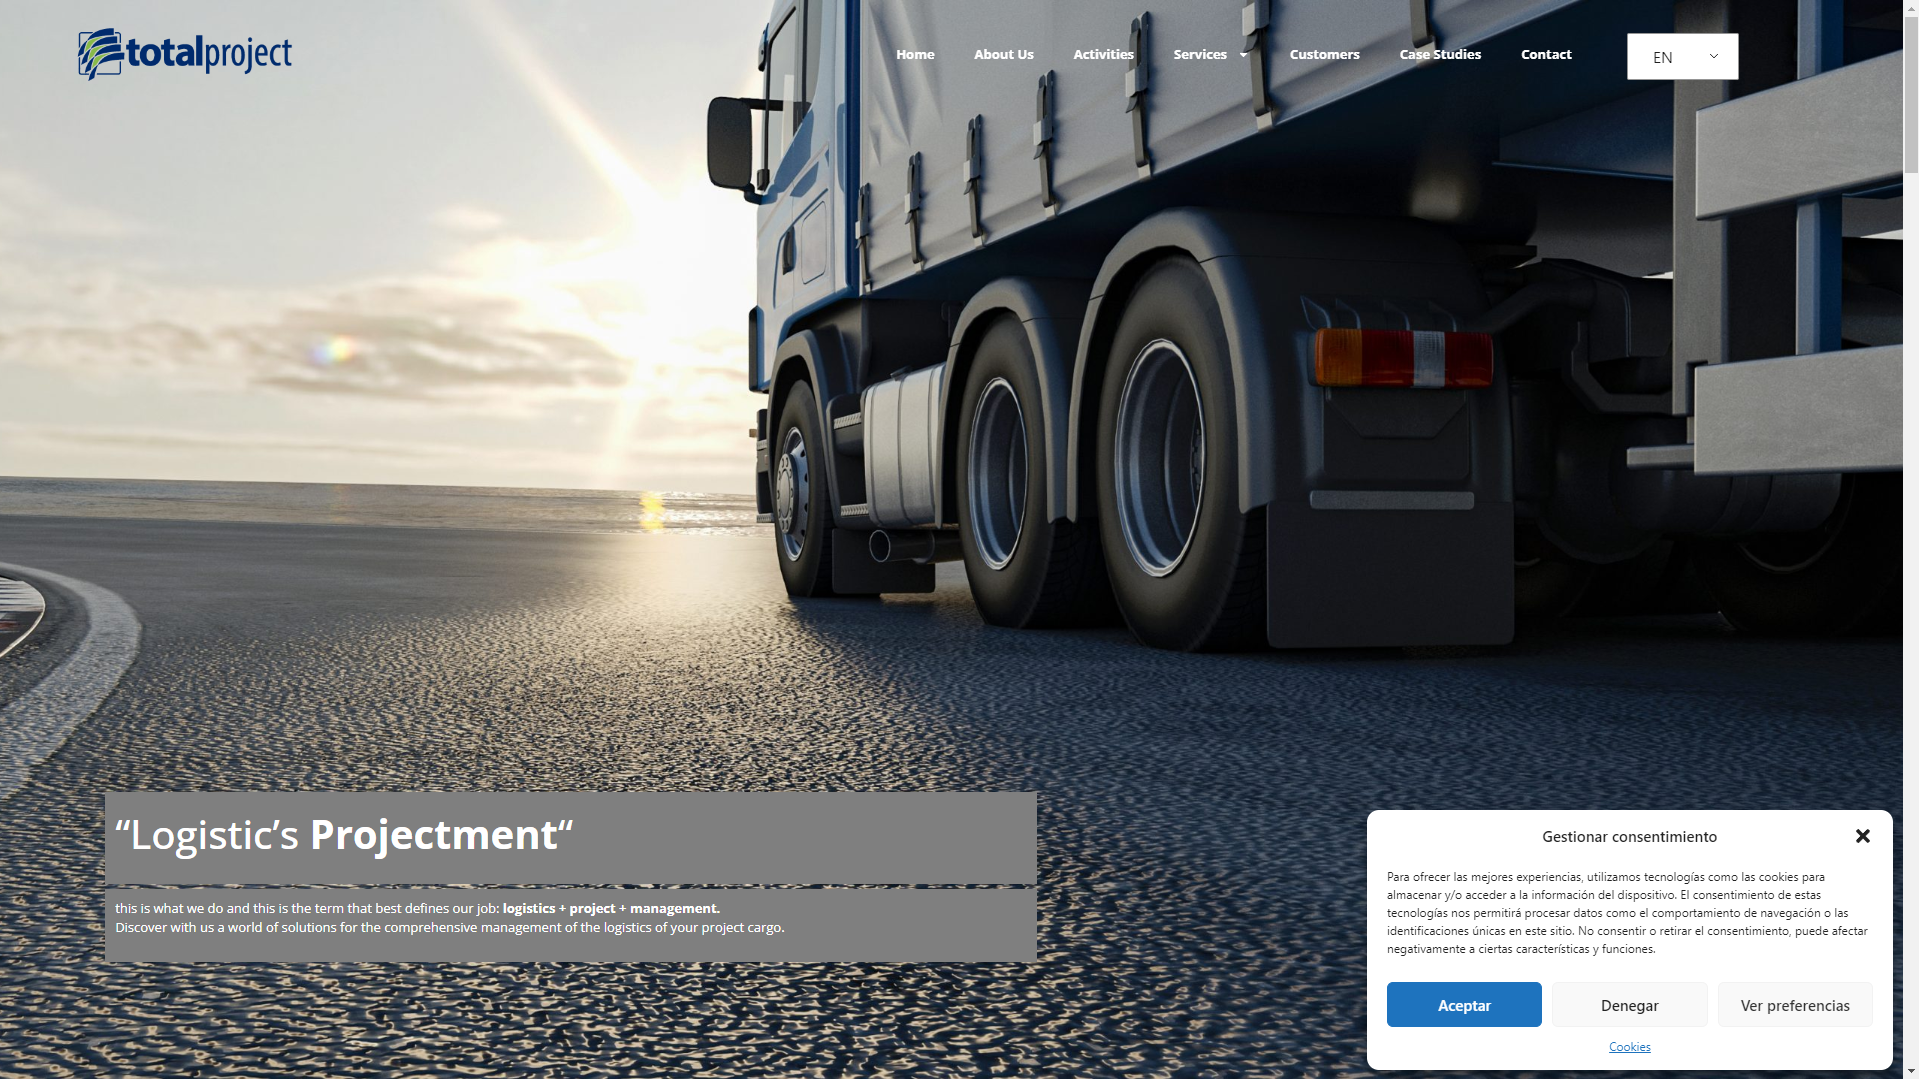 totalproject
Home About Us Activities Services Customers Case Studies Contact EN
“Logistic’s Projectment“
this is what we do and this is the term that best defines our job: logistics + project + management.
Discover with us a world of solutions for the comprehensive management of the logistics of your project cargo.
Gestionar consentimiento
Para ofrecer las mejores experiencias, utilizamos tecnologías como las cookies para
almacenar y/o acceder a la información del dispositivo. El consentimiento de estas
tecnologías nos permitirá procesar datos como el comportamiento de navegación o las
identificaciones únicas en este sitio. No consentir o retirar el consentimiento, puede afectar
negativamente a ciertas características y funciones.
Aceptar Denegar Ver preferencias
Cookies